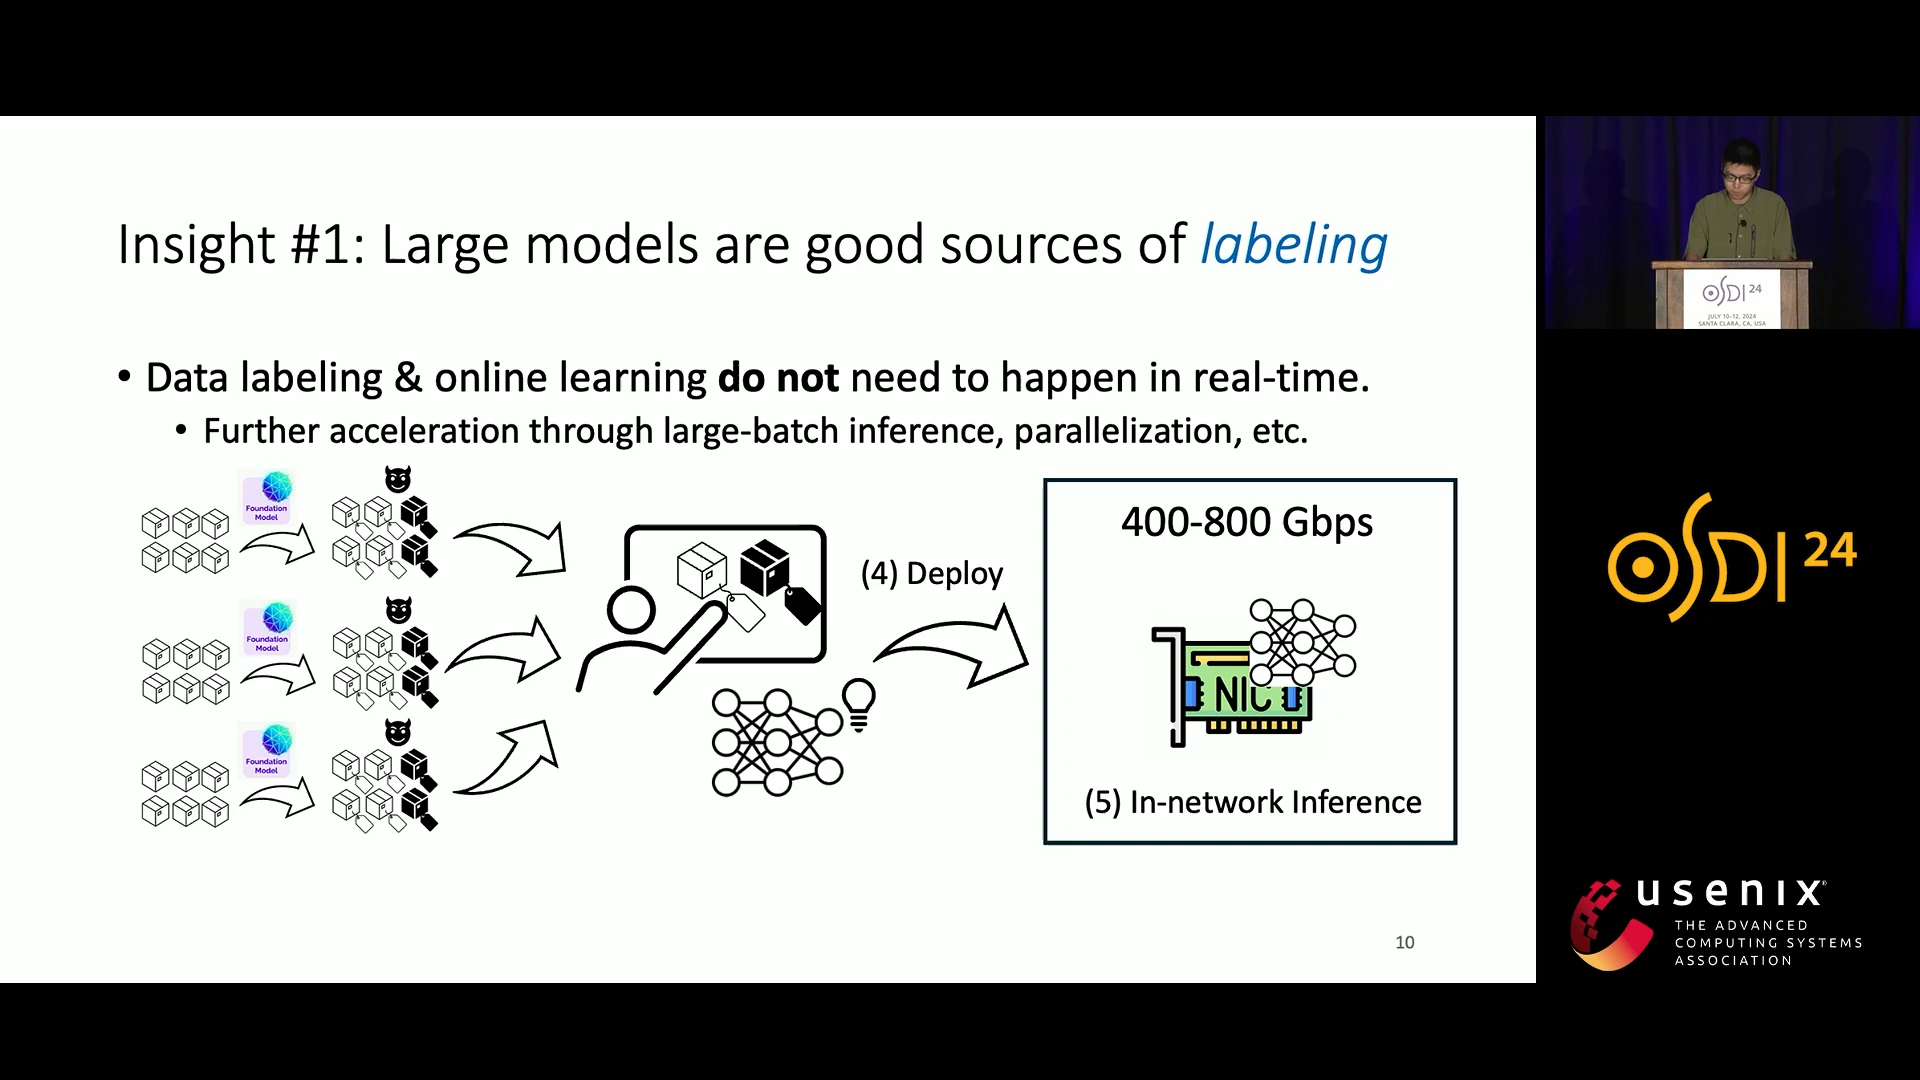 Insight #1: Large models are good sources of labeling
• Data labeling & online learning do not need to happen in real-time.
• Further acceleration through large-batch inference, parallelization, etc.
Foundation
Model
Foundation
Model
Foundation
Model
(4) Deploy
400-800 Gbps
NIC
(5) In-network Inference
10
OSDI 24
JULY 10-12, 2024
SANTA CLARA, CA, USA
OSDI 24
usenix
THE ADVANCED
COMPUTING SYSTEMS
ASSOCIATION